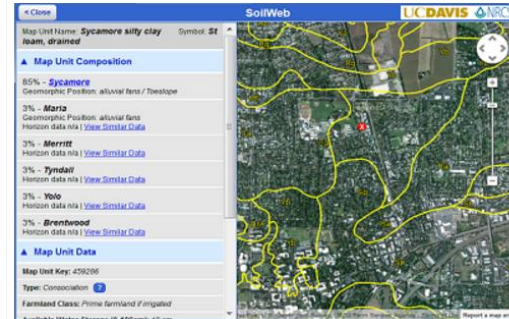 < Close
SoilWeb
UCDAVIS
NRCS
Map Unit Name: Sycamore silty clay loam, drained
Symbol: St
Map Unit Composition
85% - Sycamore
Geomorphic Position: alluvial fans / Toeslope
3% - Maria
Geomorphic Position: alluvial fans
Horizon data n/a | View Similar Data
3% - Merritt
Horizon data n/a | View Similar Data
3% - Tyndall
Horizon data n/a | View Similar Data
3% - Yolo
Horizon data n/a | View Similar Data
3% - Brentwood
Horizon data n/a | View Similar Data
Map Unit Data
Map Unit Key: 459286
Type: Consociation ?
Farmland Class: Prime farmland if irrigated
Report a map